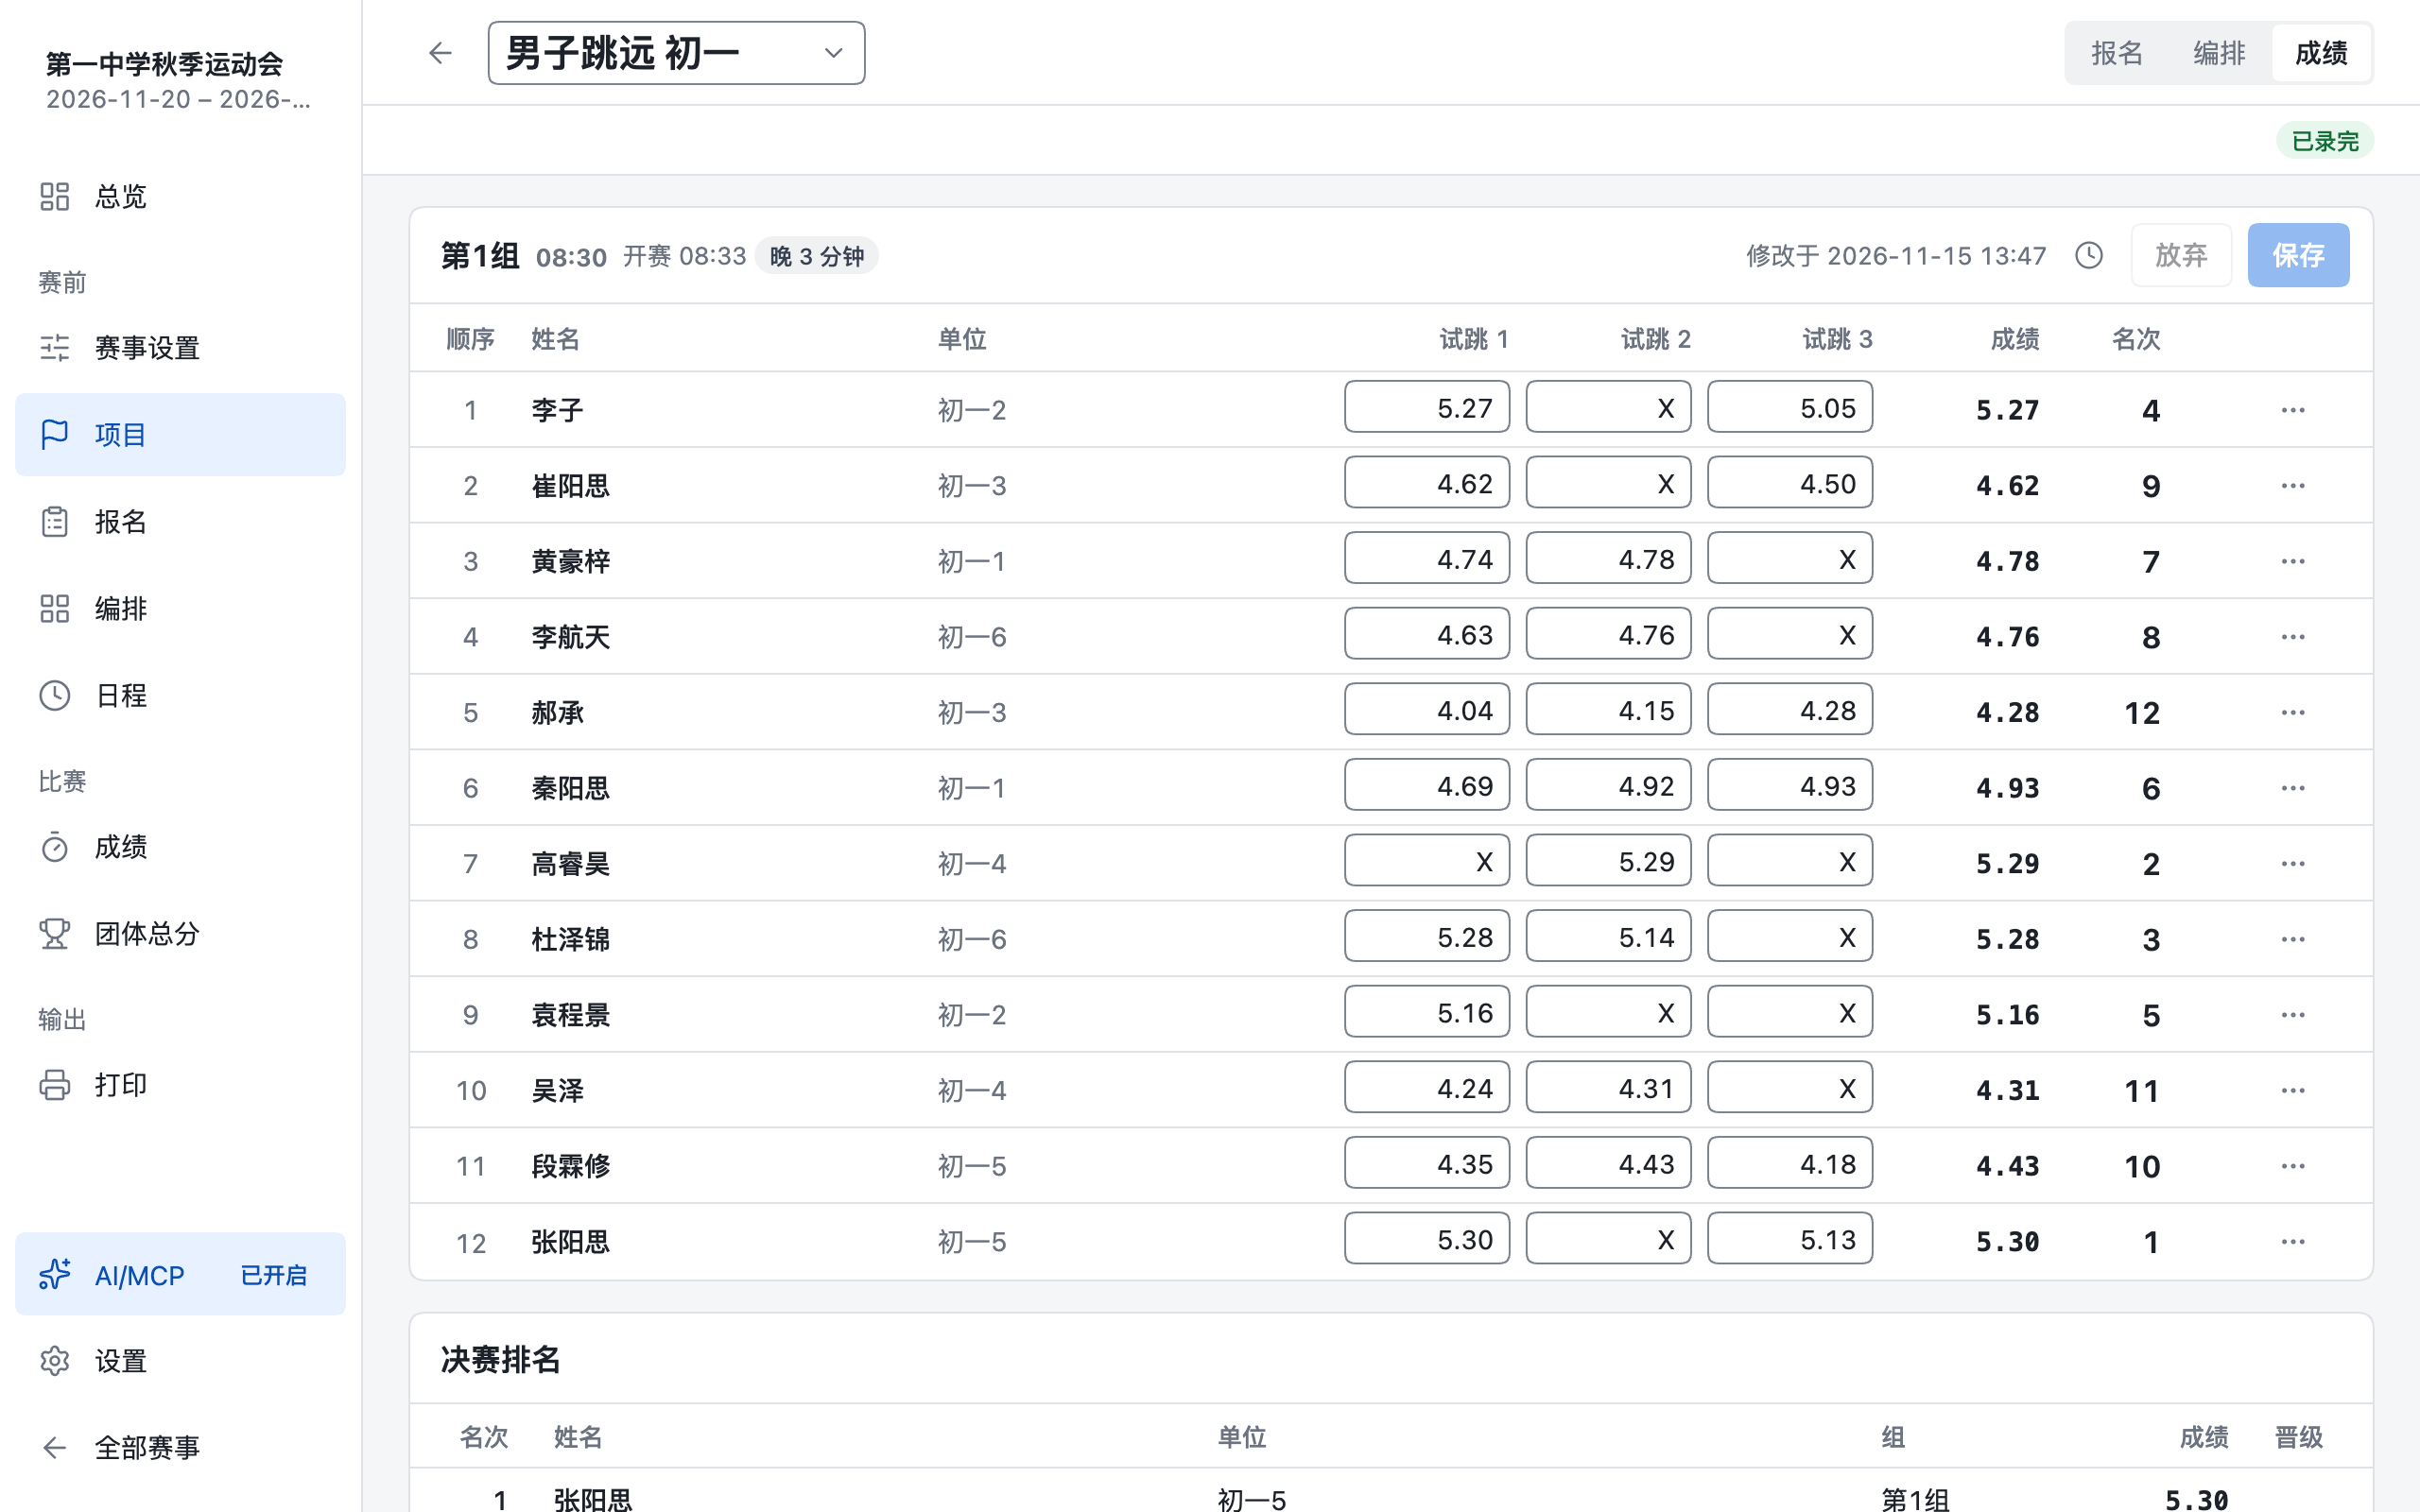 第一中学秋季运动会
2026-11-20 – 2026-...
总览
赛前
赛事设置
项目
报名
编排
日程
比赛
成绩
团体总分
输出
打印
AI/MCP 已开启
设置
全部赛事
男子跳远 初一
报名 编排 成绩
已录完
第1组 08:30 开赛 08:33 晚 3 分钟 修改于 2026-11-15 13:47 放弃 保存
顺序 姓名 单位 试跳 1 试跳 2 试跳 3 成绩 名次
1 李子 初一2 5.27 X 5.05 5.27 4
2 崔阳思 初一3 4.62 X 4.50 4.62 9
3 黄豪梓 初一1 4.74 4.78 X 4.78 7
4 李航天 初一6 4.63 4.76 X 4.76 8
5 郝承 初一3 4.04 4.15 4.28 4.28 12
6 秦阳思 初一1 4.69 4.92 4.93 4.93 6
7 高睿昊 初一4 X 5.29 X 5.29 2
8 杜泽锦 初一6 5.28 5.14 X 5.28 3
9 袁程景 初一2 5.16 X X 5.16 5
10 吴泽 初一4 4.24 4.31 X 4.31 11
11 段霖修 初一5 4.35 4.43 4.18 4.43 10
12 张阳思 初一5 5.30 X 5.13 5.30 1
决赛排名
名次 姓名 单位 组 成绩 晋级
1 张阳思 初一5 第1组 5.30